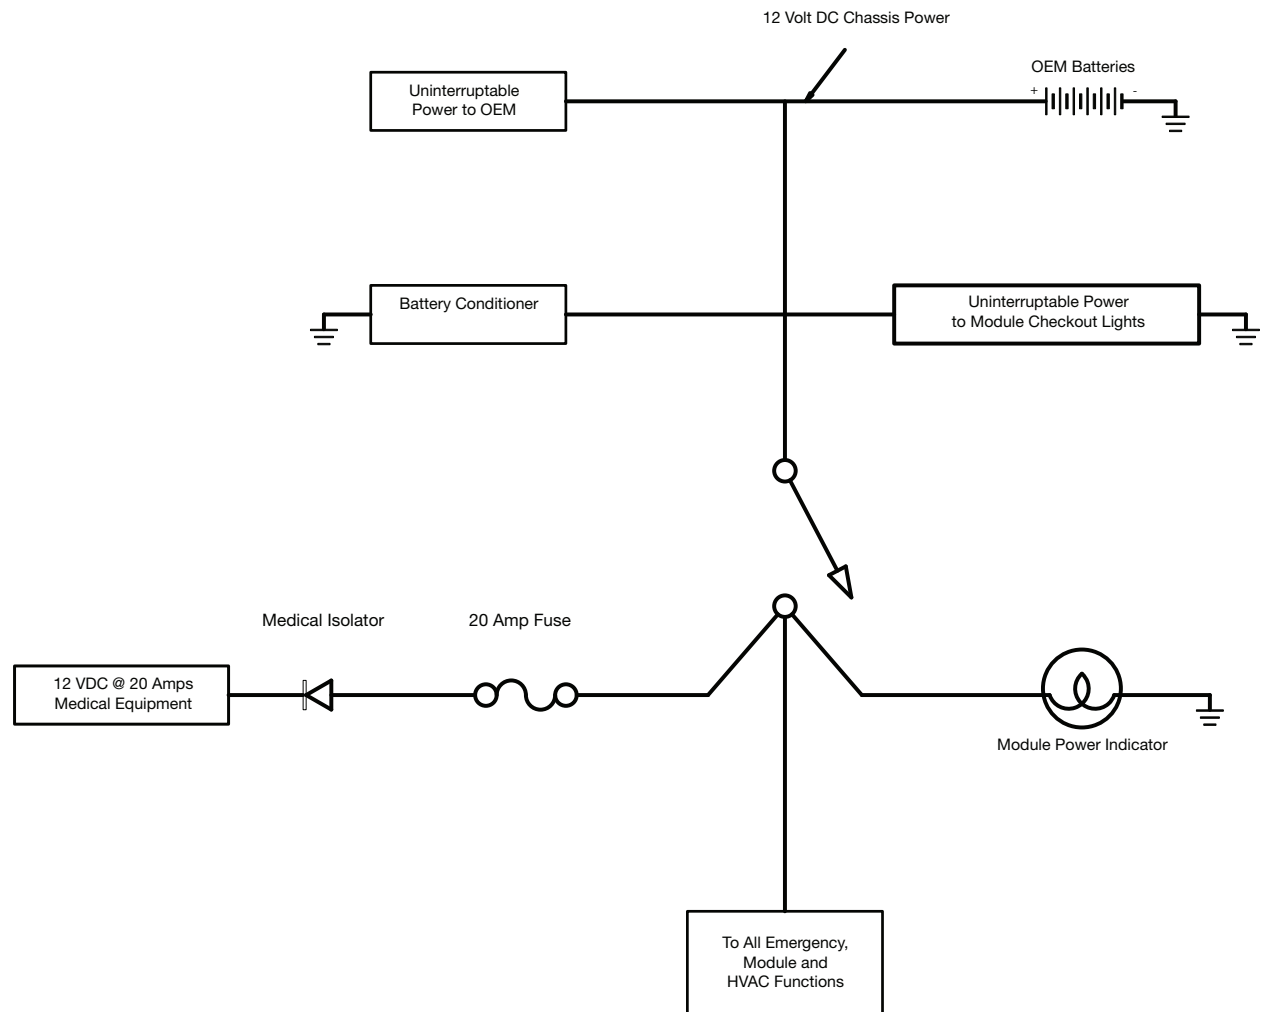 12 Volt DC Chassis Power
OEM Batteries
+ -
Uninterruptable
Power to OEM
Battery Conditioner
Uninterruptable Power
to Module Checkout Lights
Medical Isolator
20 Amp Fuse
12 VDC @ 20 Amps
Medical Equipment
Module Power Indicator
To All Emergency,
Module and
HVAC Functions